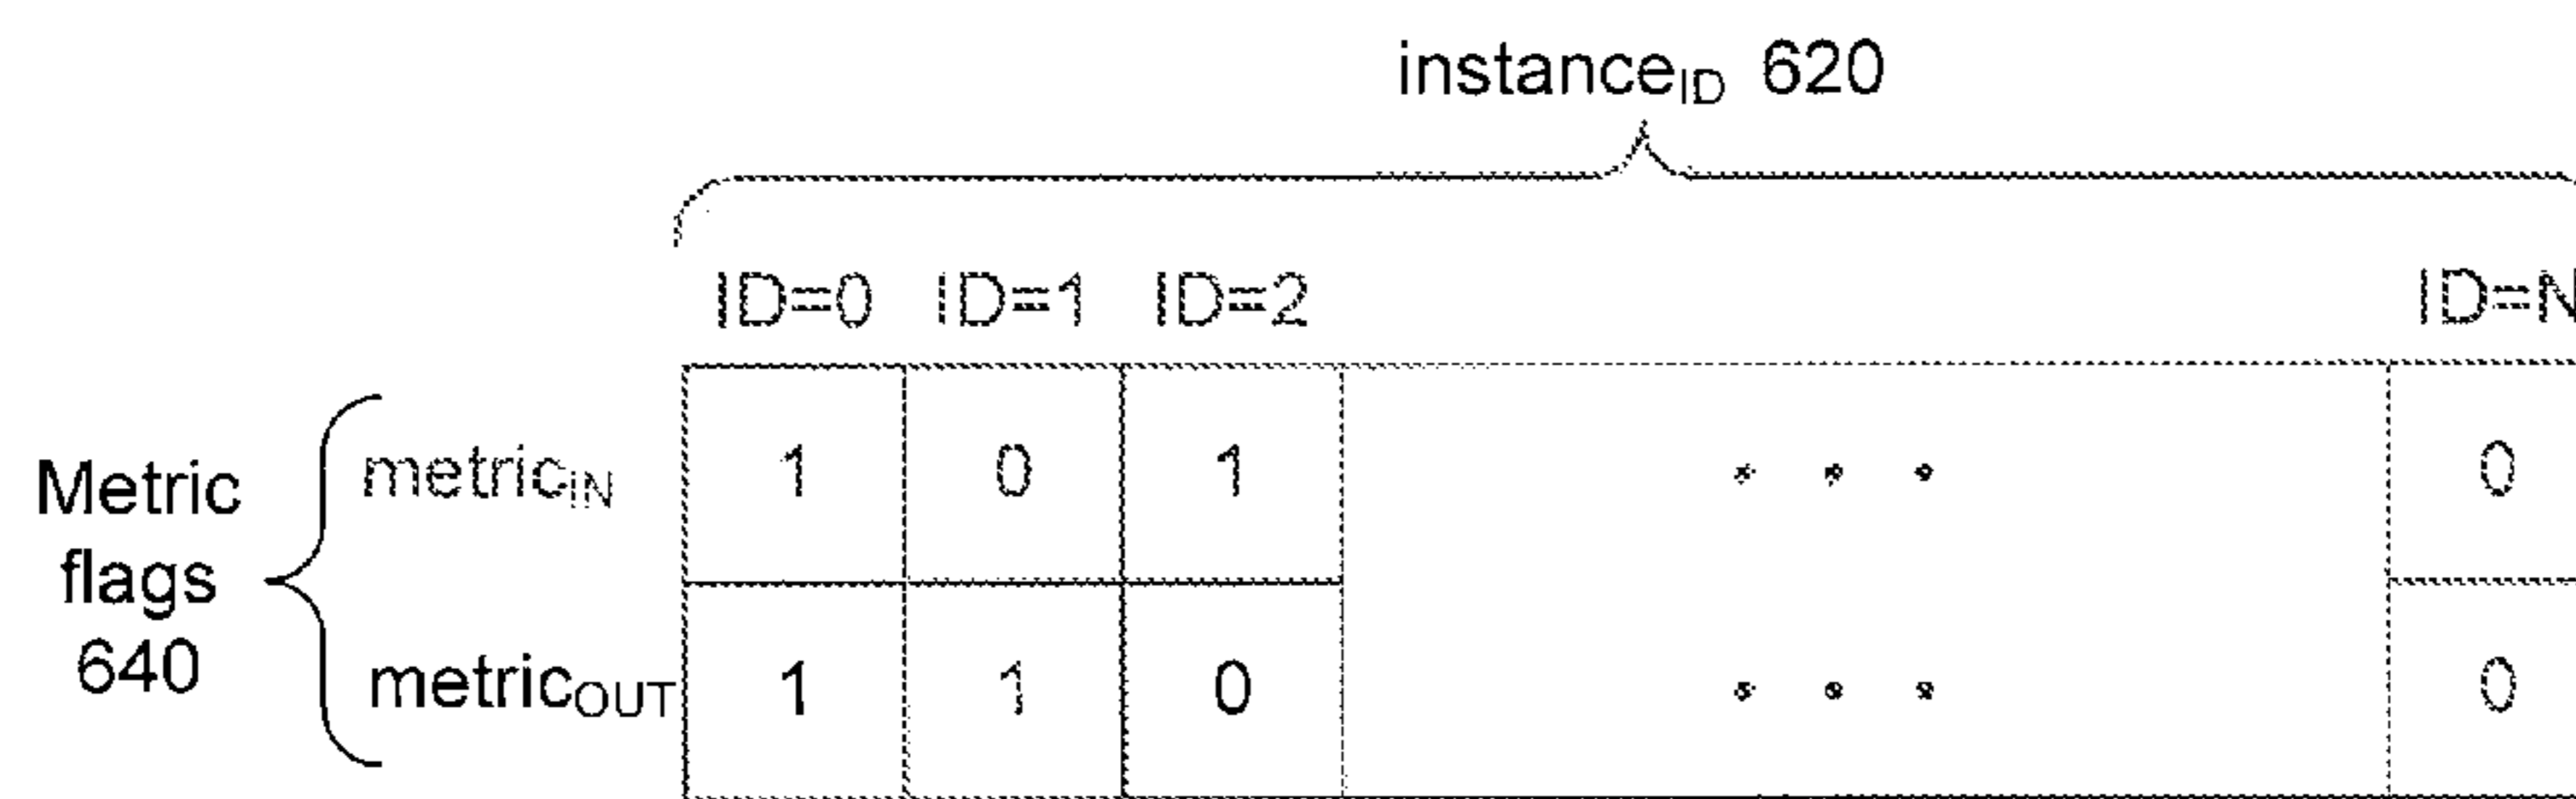 instanceID 620
ID=0 ID=1 ID=2 ID=N
Metric flags 640
metricIN 1 0 1 • • • 0
metricOUT 1 1 0 • • • 0